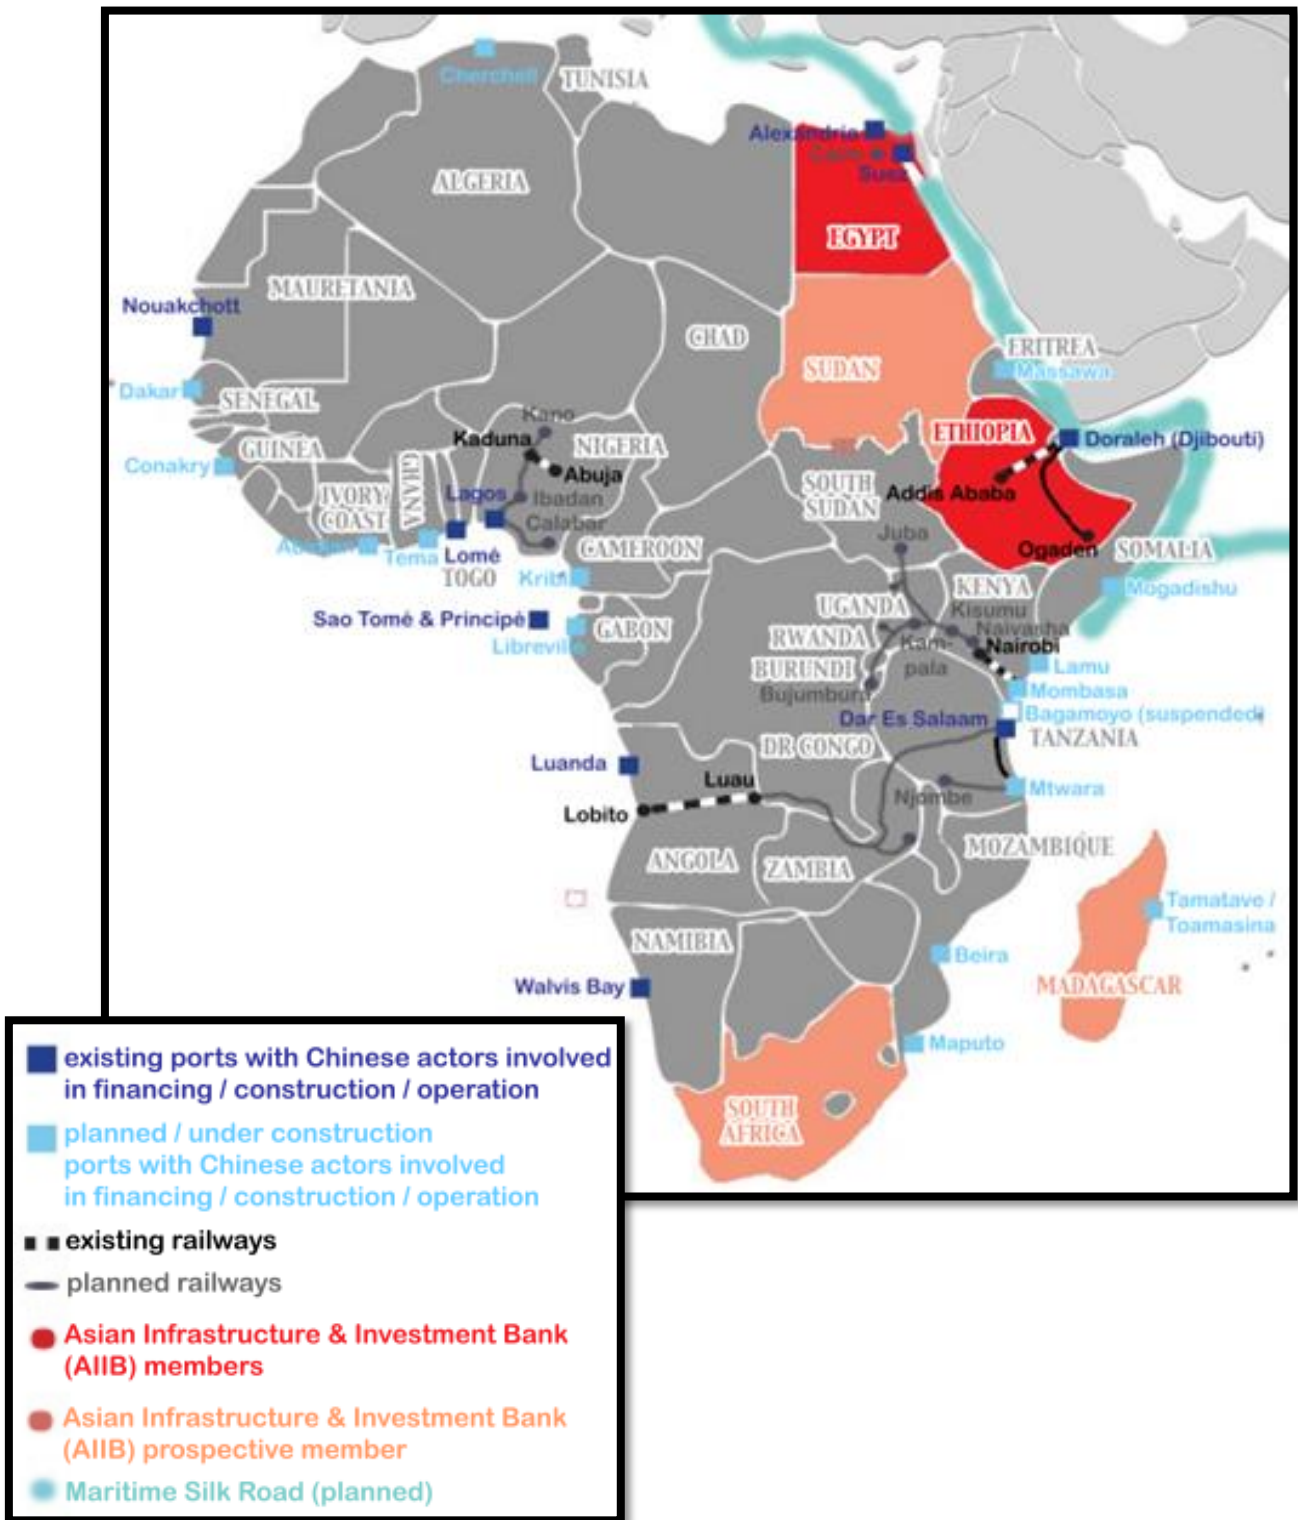 Cherchell
TUNISIA
Alexandria
Cairo
Suez
ALGERIA
EGYPT
MAURETANIA
Nouakchott
CHAD
ERITREA
SUDAN
Massawa
Dakar
SENEGAL
Kano
Kaduna
NIGERIA
ETHIOPIA
Doraleh (Djibouti)
GUINEA
Conakry
Abuja
GHANA
IVORY
COAST
Lagos
Ibadan
SOUTH
SUDAN
Addis Ababa
Calabar
Juba
Ogaden
SOMALIA
Tema
Lomé
TOGO
CAMEROON
Kribi
KENYA
Mogadishu
UGANDA
Kisumu
Sao Tomé & Principé
GABON
Naivanha
RWANDA
Kam-
pala
Nairobi
Libreville
BURUNDI
Lamu
Bujumbura
Mombasa
Dar Es Salaam
Bagamoyo (suspended)
TANZANIA
DR CONGO
Luanda
Luau
Njombe
Mtwara
Lobito
ANGOLA
ZAMBIA
MOZAMBIQUE
Tamatave /
Toamasina
NAMIBIA
Beira
Walvis Bay
MADAGASCAR
Maputo
SOUTH
AFRICA
existing ports with Chinese actors involved
in financing / construction / operation
planned / under construction
ports with Chinese actors involved
in financing / construction / operation
existing railways
planned railways
Asian Infrastructure & Investment Bank
(AIIB) members
Asian Infrastructure & Investment Bank
(AIIB) prospective member
Maritime Silk Road (planned)